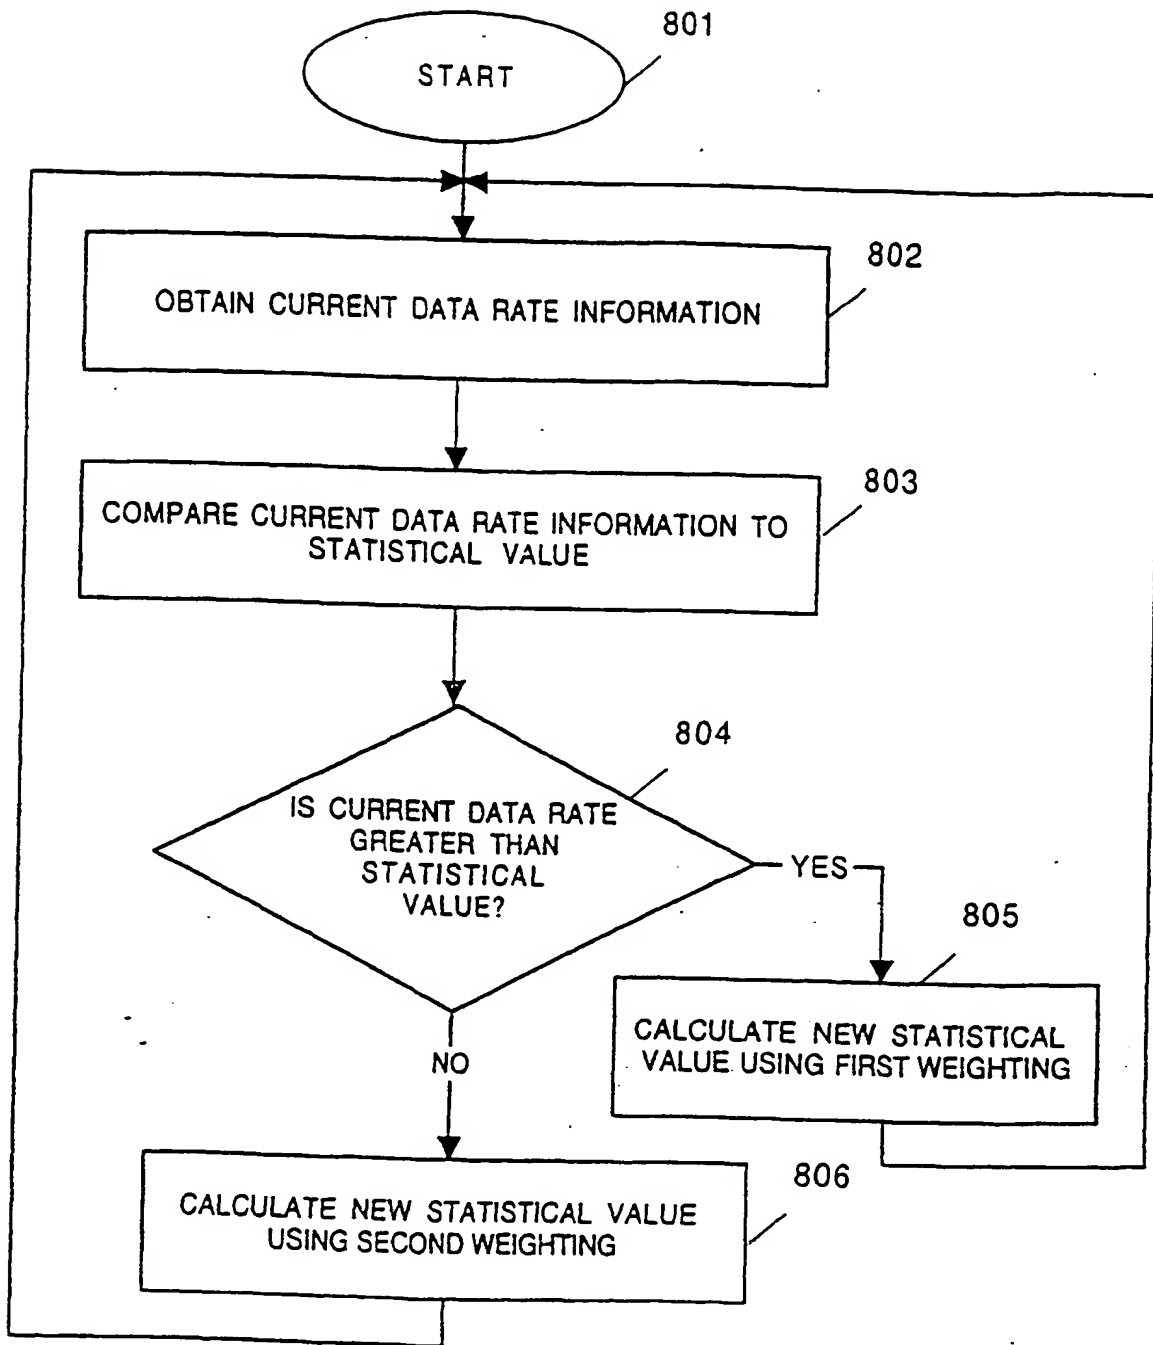 801
START
802
OBTAIN CURRENT DATA RATE INFORMATION
803
COMPARE CURRENT DATA RATE INFORMATION TO
STATISTICAL VALUE
804
IS CURRENT DATA RATE
GREATER THAN
STATISTICAL
VALUE?
YES
805
CALCULATE NEW STATISTICAL
VALUE USING FIRST WEIGHTING
NO
806
CALCULATE NEW STATISTICAL VALUE
USING SECOND WEIGHTING